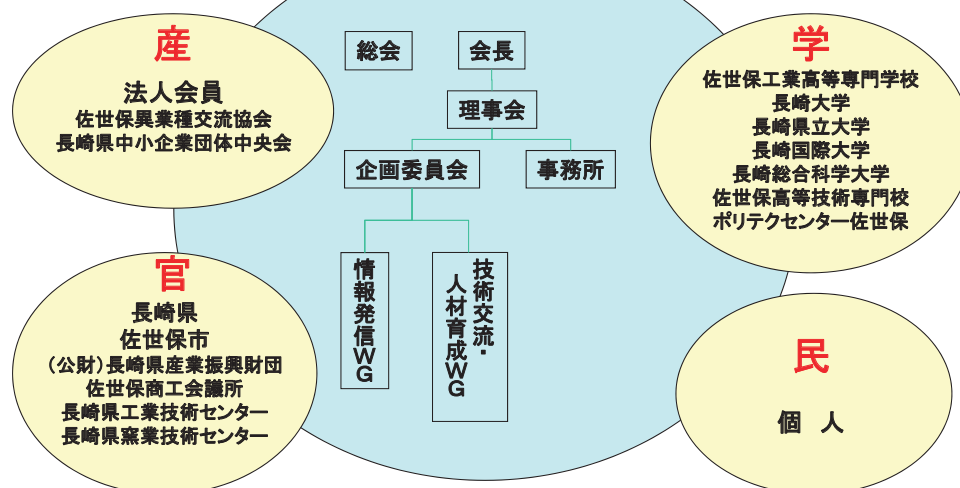 産
法人会員
佐世保異業種交流協会
長崎県中小企業団体中央会
総会
会長
理事会
企画委員会
事務所
情報発信WG
技術交流・
人材育成WG
学
佐世保工業高等専門学校
長崎大学
長崎県立大学
長崎国際大学
長崎総合科学大学
佐世保高等技術専門校
ポリテクセンター佐世保
官
長崎県
佐世保市
(公財)長崎県産業振興財団
佐世保商工会議所
長崎県工業技術センター
長崎県窯業技術センター
民
個 人